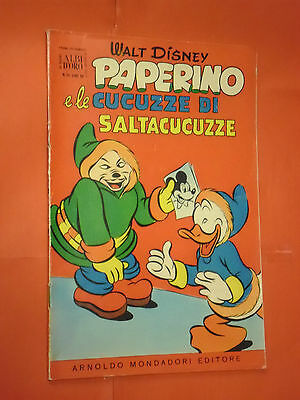 WALT DISNEY
ALBI
D'ORO
PAPERINO
e le CUCUZZE DI
SALTACUCUZZE
ARNOLDO MONDADORI EDITORE